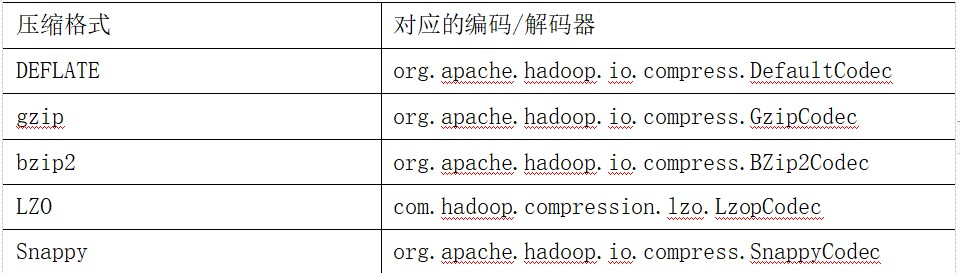 压缩格式 对应的编码/解码器
DEFLATE org.apache.hadoop.io.compress.DefaultCodec
gzip org.apache.hadoop.io.compress.GzipCodec
bzip2 org.apache.hadoop.io.compress.BZip2Codec
LZO com.hadoop.compression.lzo.LzopCodec
Snappy org.apache.hadoop.io.compress.SnappyCodec